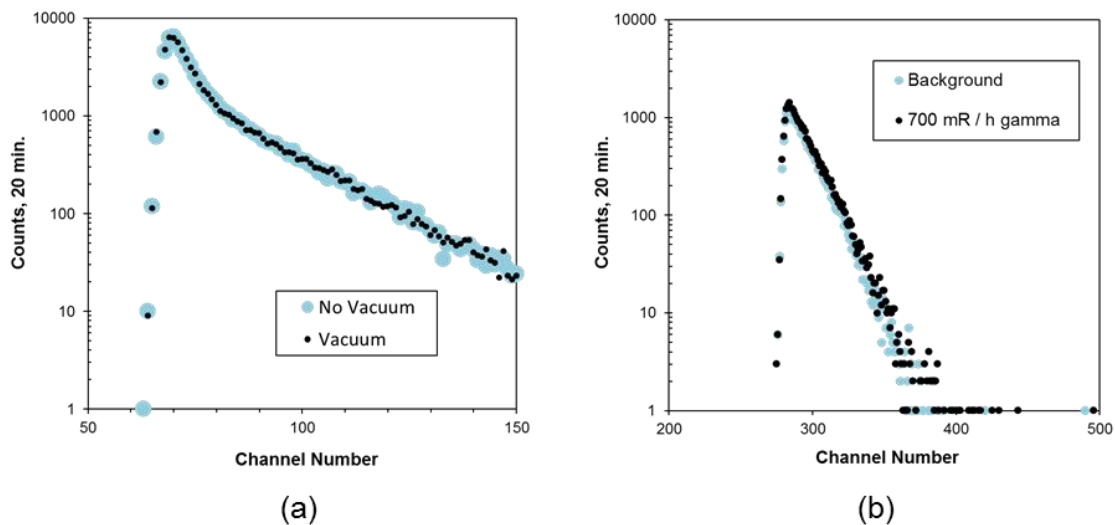 10000
1000
100
10
1
Counts, 20 min.
No Vacuum
Vacuum
50
100
150
Channel Number
(a)
10000
1000
100
10
1
Counts, 20 min.
Background
700 mR / h gamma
200
300
400
500
Channel Number
(b)